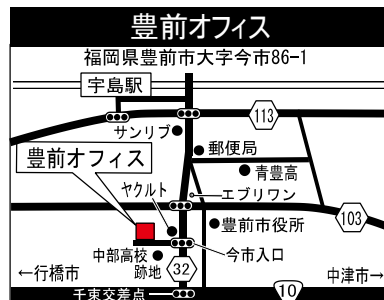 豊前オフィス
福岡県豊前市大字今市86-1
宇島駅
113
サンリブ
郵便局
豊前オフィス
青豊高
ヤクルト
エブリワン
103
豊前市役所
中部高校
跡地
今市入口
32
←行橋市
中津市→
10
千束交差点